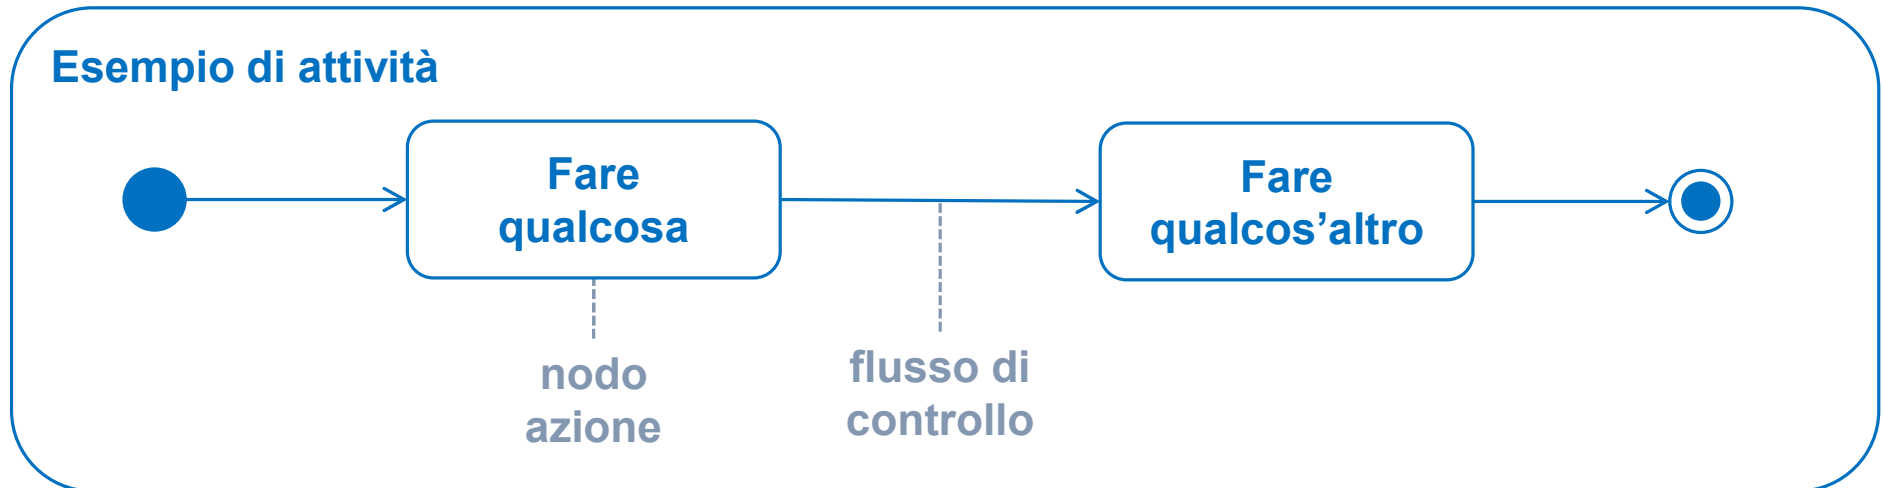 Esempio di attività
Fare
qualcosa
Fare
qualcos’altro
nodo
azione
flusso di
controllo